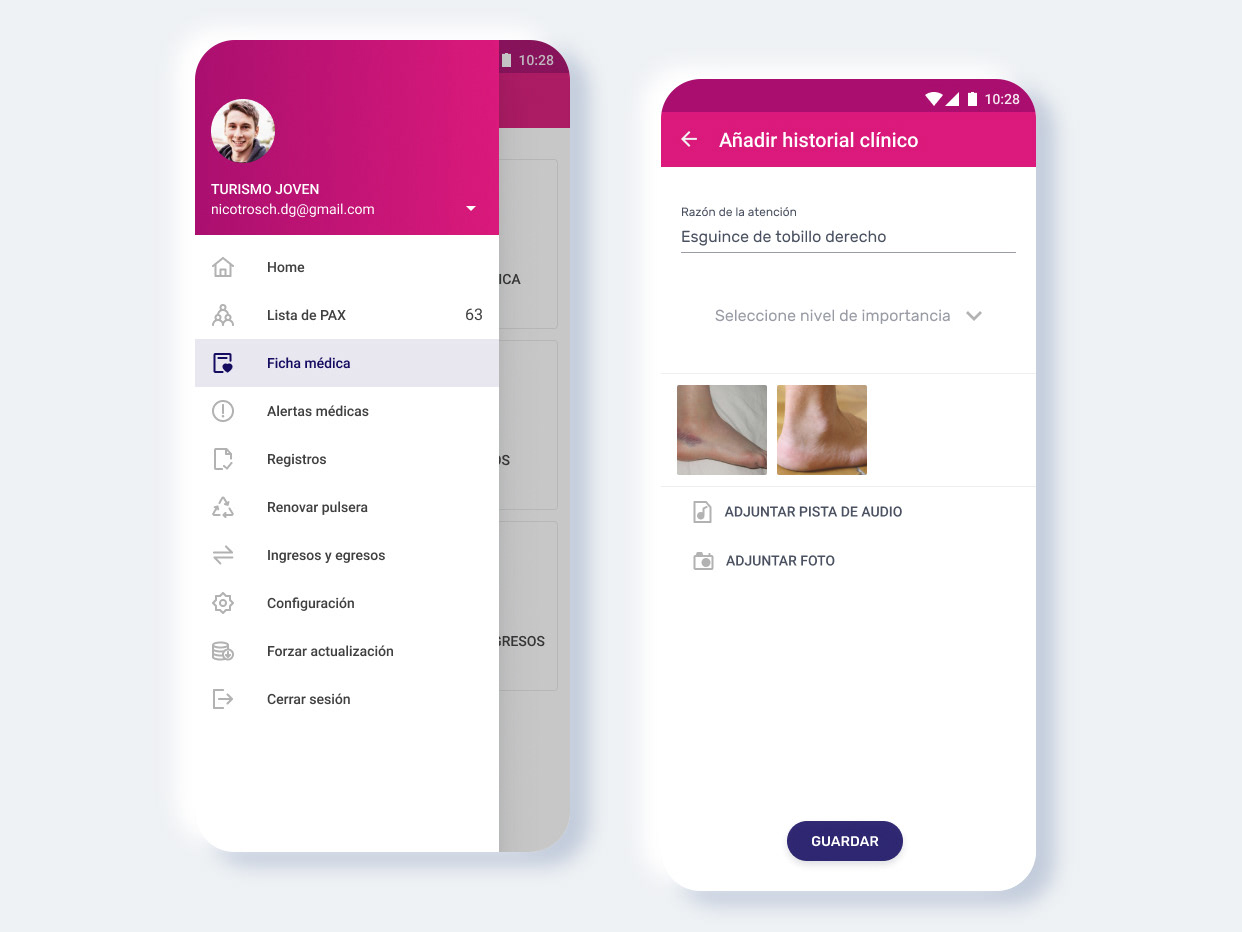 10:28
TURISMO JOVEN
nicotrosch.dg@gmail.com
Home
Lista de PAX 63
Ficha médica
Alertas médicas
Registros
Renovar pulsera
Ingresos y egresos
Configuración
Forzar actualización
Cerrar sesión
ICA
OS
GRESOS
10:28
Añadir historial clínico
Razón de la atención
Esguince de tobillo derecho
Seleccione nivel de importancia
ADJUNTAR PISTA DE AUDIO
ADJUNTAR FOTO
GUARDAR